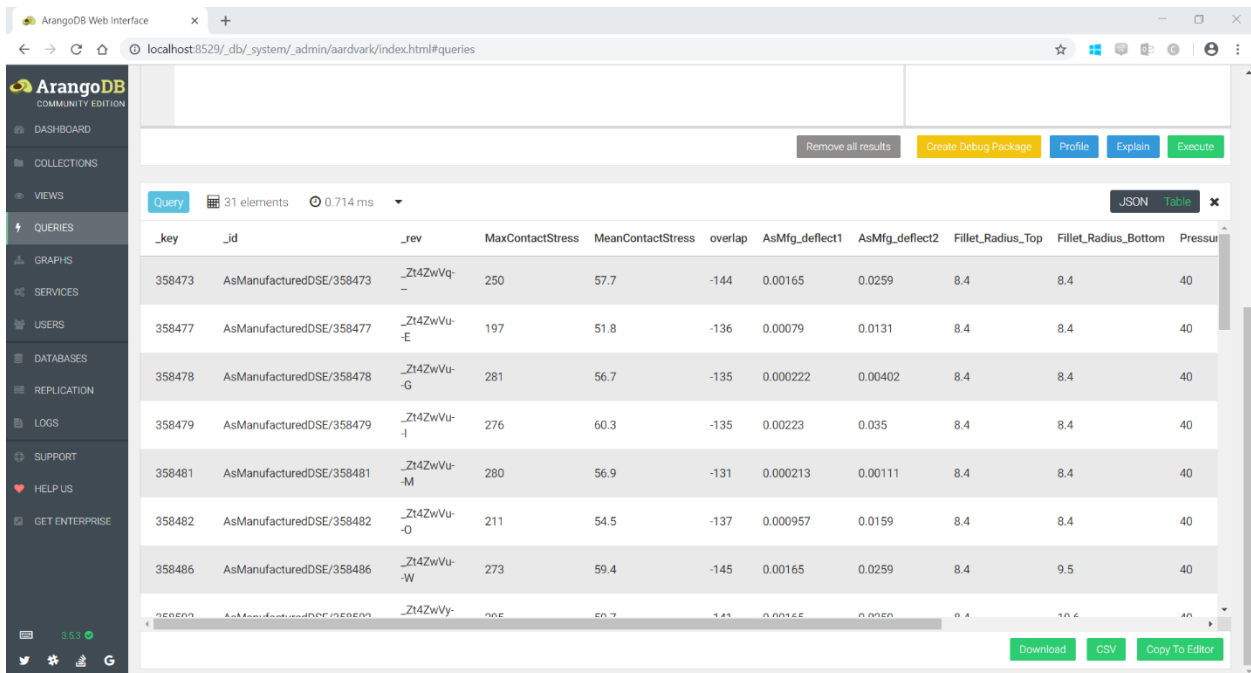 ArangoDB Web Interface
localhost:8529/_db/_system/_admin/aardvark/index.html#queries
ArangoDB
COMMUNITY EDITION
DASHBOARD
COLLECTIONS
VIEWS
QUERIES
GRAPHS
SERVICES
USERS
DATABASES
REPLICATION
LOGS
SUPPORT
HELP US
GET ENTERPRISE
3.5.3
Remove all results Create Debug Package Profile Explain Execute
Query 31 elements 0.714 ms JSON Table
_key _id _rev MaxContactStress MeanContactStress overlap AsMfg_deflect1 AsMfg_deflect2 Fillet_Radius_Top Fillet_Radius_Bottom Pressur
358473 AsManufacturedDSE/358473 _Zt4ZwVq-- 250 57.7 -144 0.00165 0.0259 8.4 8.4 40
358477 AsManufacturedDSE/358477 _Zt4ZwVu--E 197 51.8 -136 0.00079 0.0131 8.4 8.4 40
358478 AsManufacturedDSE/358478 _Zt4ZwVu--G 281 56.7 -135 0.000222 0.00402 8.4 8.4 40
358479 AsManufacturedDSE/358479 _Zt4ZwVu--I 276 60.3 -135 0.00223 0.035 8.4 8.4 40
358481 AsManufacturedDSE/358481 _Zt4ZwVu--M 280 56.9 -131 0.000213 0.00111 8.4 8.4 40
358482 AsManufacturedDSE/358482 _Zt4ZwVu--O 211 54.5 -137 0.000957 0.0159 8.4 8.4 40
358486 AsManufacturedDSE/358486 _Zt4ZwVu--W 273 59.4 -145 0.00165 0.0259 8.4 9.5 40
_Zt4ZwVy-
Download CSV Copy To Editor